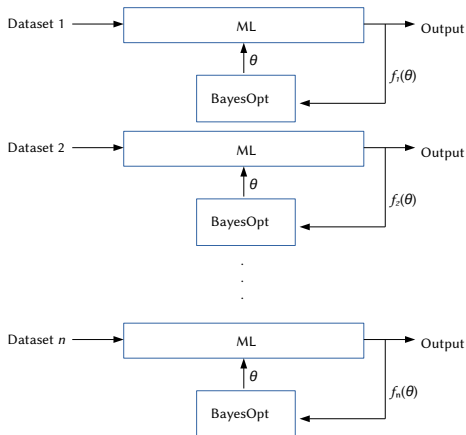 Dataset 1
ML
Output
θ
f₁(θ)
BayesOpt
Dataset 2
ML
Output
θ
f₂(θ)
BayesOpt
.
.
.
Dataset n
ML
Output
θ
fₙ(θ)
BayesOpt